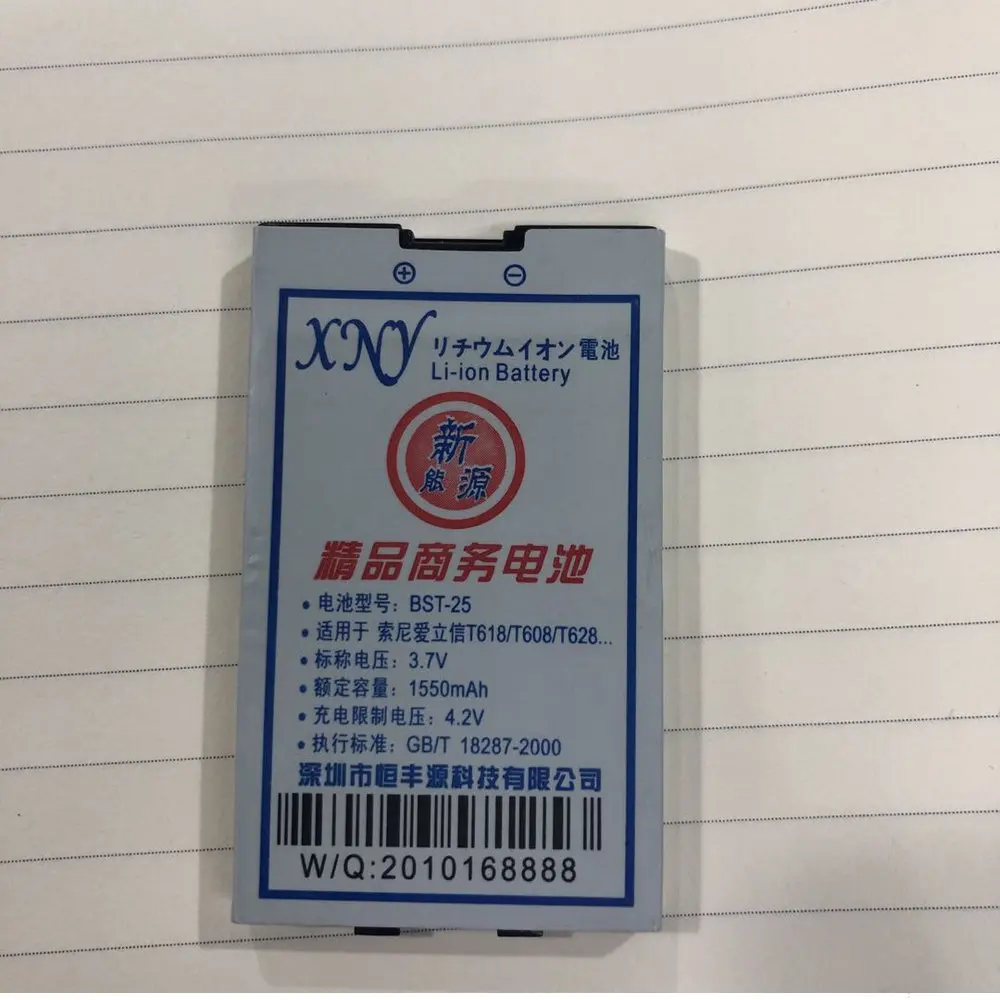 ⊕ ⊖
XNY リチウムイオン電池
Li-ion Battery
新
能源
精品商务电池
• 电池型号: BST-25
• 适用于 索尼爱立信T618/T608/T628...
• 标称电压: 3.7V
• 额定容量: 1550mAh
• 充电限制电压: 4.2V
• 执行标准: GB/T 18287-2000
深圳市恒丰源科技有限公司
W/Q:2010168888